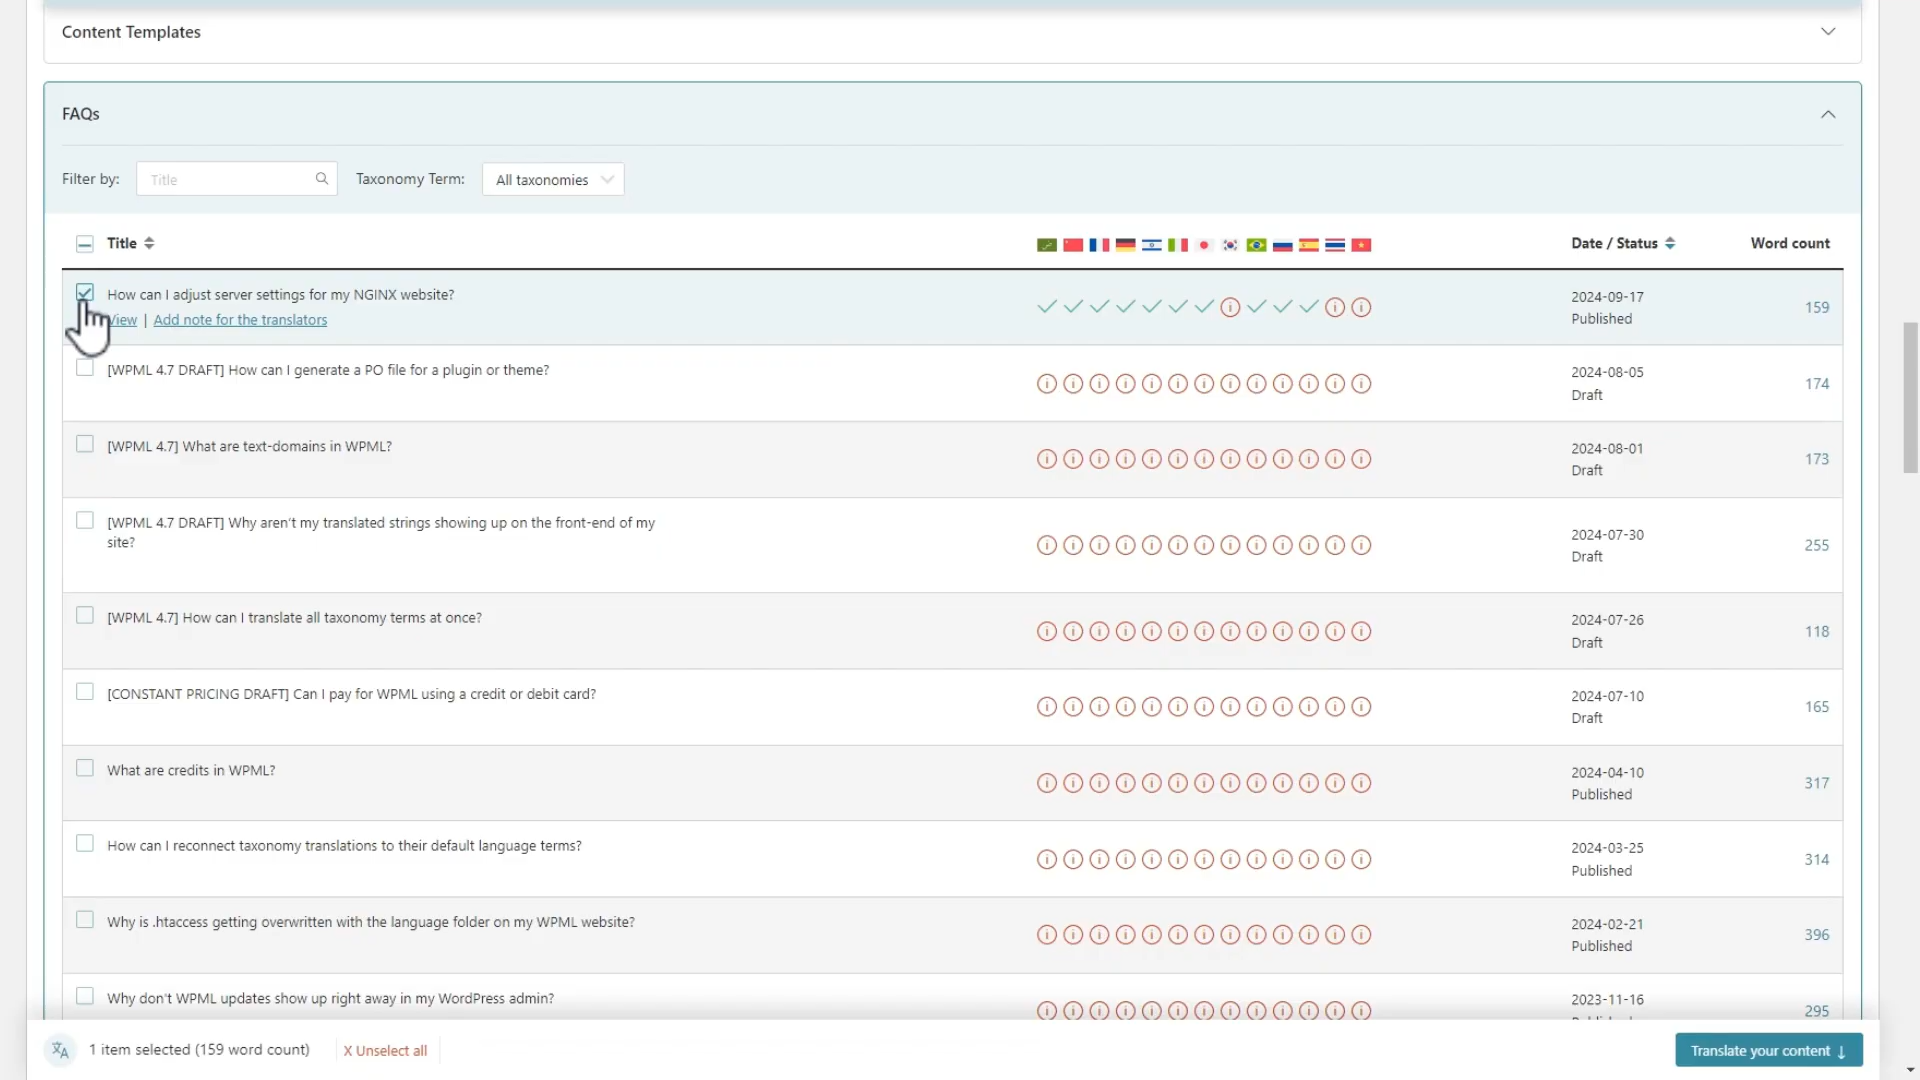 Content Templates
FAQs
Filter by: Title Taxonomy Term: All taxonomies
Title Date / Status Word count
How can I adjust server settings for my NGINX website? 2024-09-17 159
View | Add note for the translators Published
[WPML 4.7 DRAFT] How can I generate a PO file for a plugin or theme? 2024-08-05 174
Draft
[WPML 4.7] What are text-domains in WPML? 2024-08-01 173
Draft
[WPML 4.7 DRAFT] Why aren't my translated strings showing up on the front-end of my
site? 2024-07-30 255
Draft
[WPML 4.7] How can I translate all taxonomy terms at once? 2024-07-26 118
Draft
[CONSTANT PRICING DRAFT] Can I pay for WPML using a credit or debit card? 2024-07-10 165
Draft
What are credits in WPML? 2024-04-10 317
Published
How can I reconnect taxonomy translations to their default language terms? 2024-03-25 314
Published
Why is .htaccess getting overwritten with the language folder on my WPML website? 2024-02-21 396
Published
Why don't WPML updates show up right away in my WordPress admin? 2023-11-16 295
1 item selected (159 word count) X Unselect all Translate your content ↓